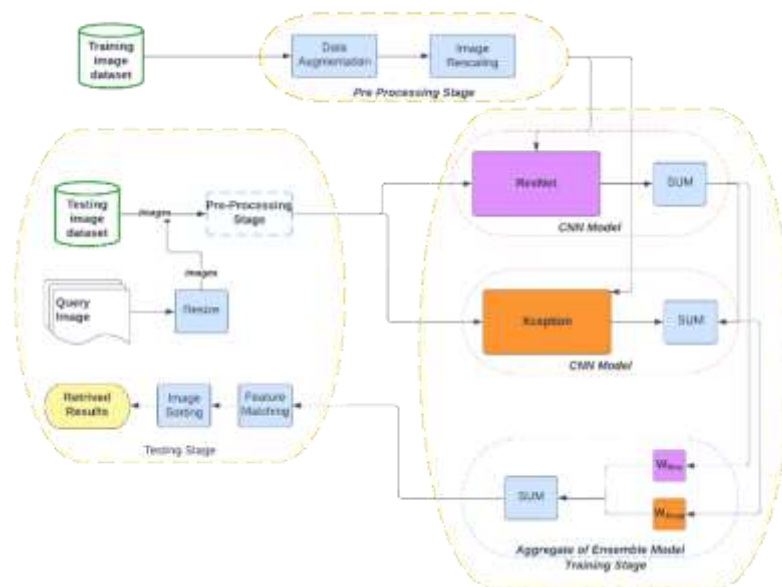 Training
image
dataset
Data
Augmentation
Image
Rescaling
Pre Processing Stage
Testing
image
dataset
images
Pre-Processing
Stage
images
Query
Image
Resize
Retrived
Results
Image
Sorting
Feature
Matching
Testing Stage
ResNet
SUM
CNN Model
Xception
SUM
CNN Model
SUM
Aggregate of Ensemble Model
Training Stage